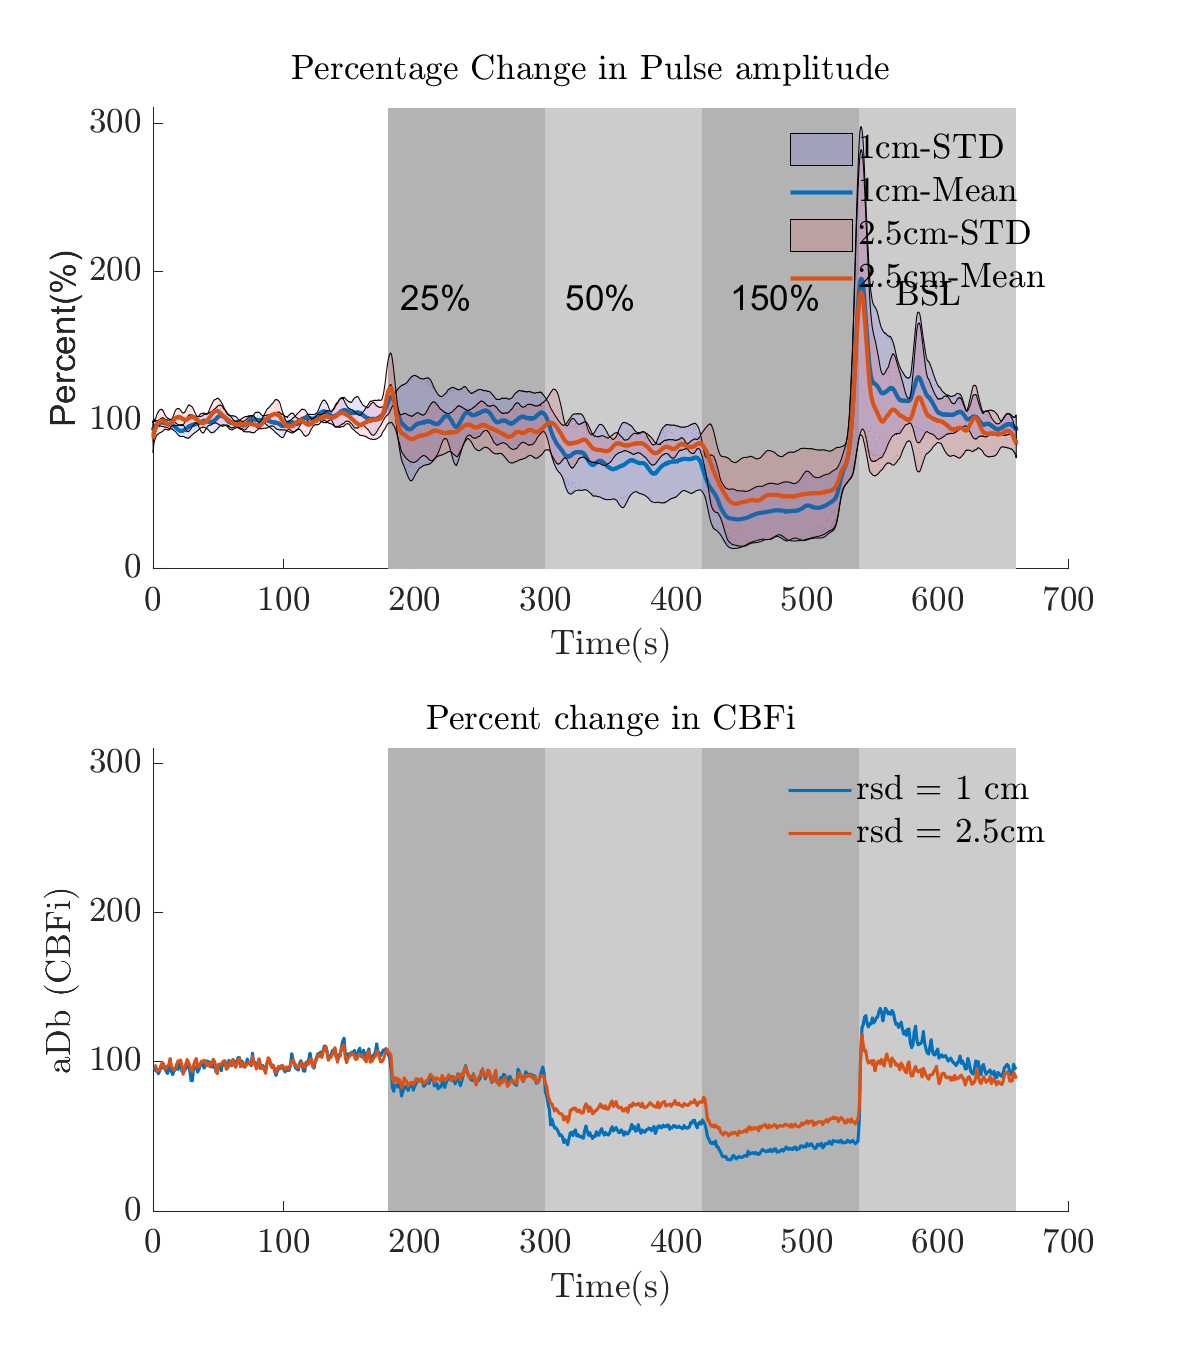 Percentage Change in Pulse amplitude
300
200
100
0
Percent(%)
1cm-STD
1cm-Mean
2.5cm-STD
2.5cm-Mean
25%
50%
150%
BSL
0 100 200 300 400 500 600 700
Time(s)
Percent change in CBFi
300
200
100
0
aDb (CBFi)
rsd = 1 cm
rsd = 2.5cm
0 100 200 300 400 500 600 700
Time(s)